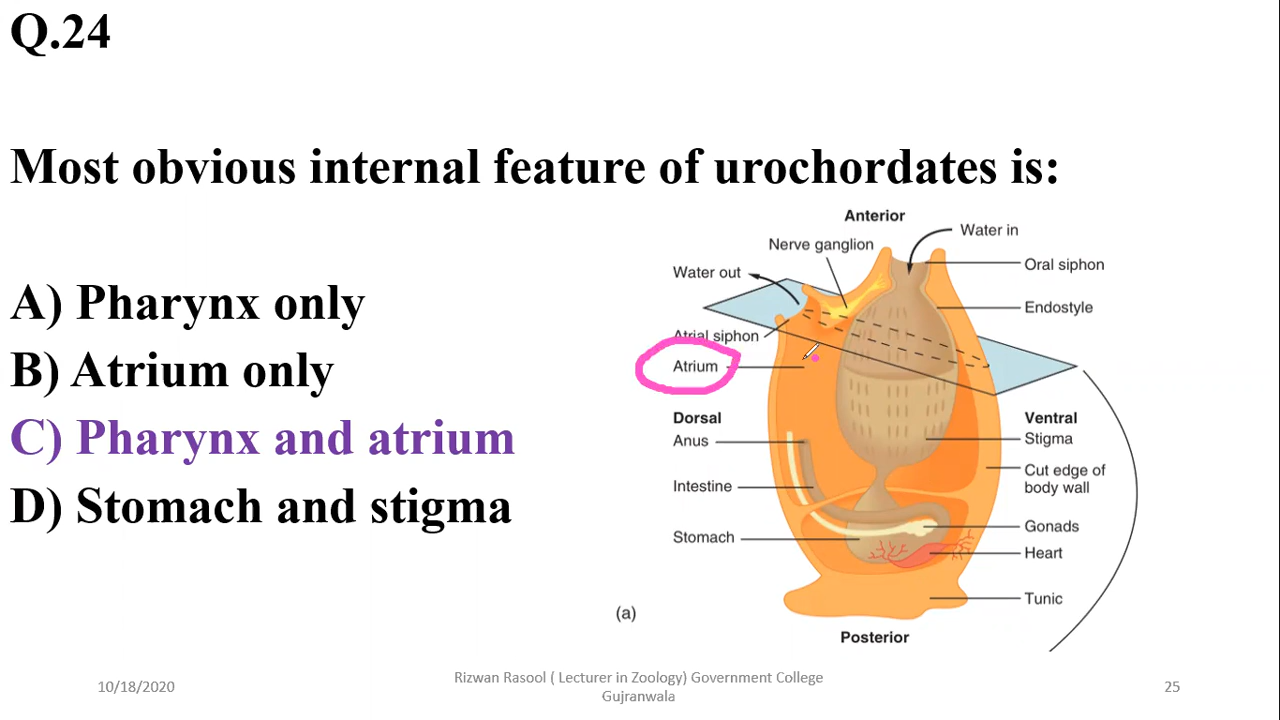 Q.24
Most obvious internal feature of urochordates is:
A) Pharynx only
B) Atrium only
C) Pharynx and atrium
D) Stomach and stigma
Anterior
Water in
Nerve ganglion
Oral siphon
Water out
Endostyle
Atrial siphon
Atrium
Dorsal
Ventral
Anus
Stigma
Cut edge of
body wall
Intestine
Gonads
Stomach
Heart
Tunic
(a)
Posterior
10/18/2020
Rizwan Rasool ( Lecturer in Zoology) Government College
Gujranwala
25